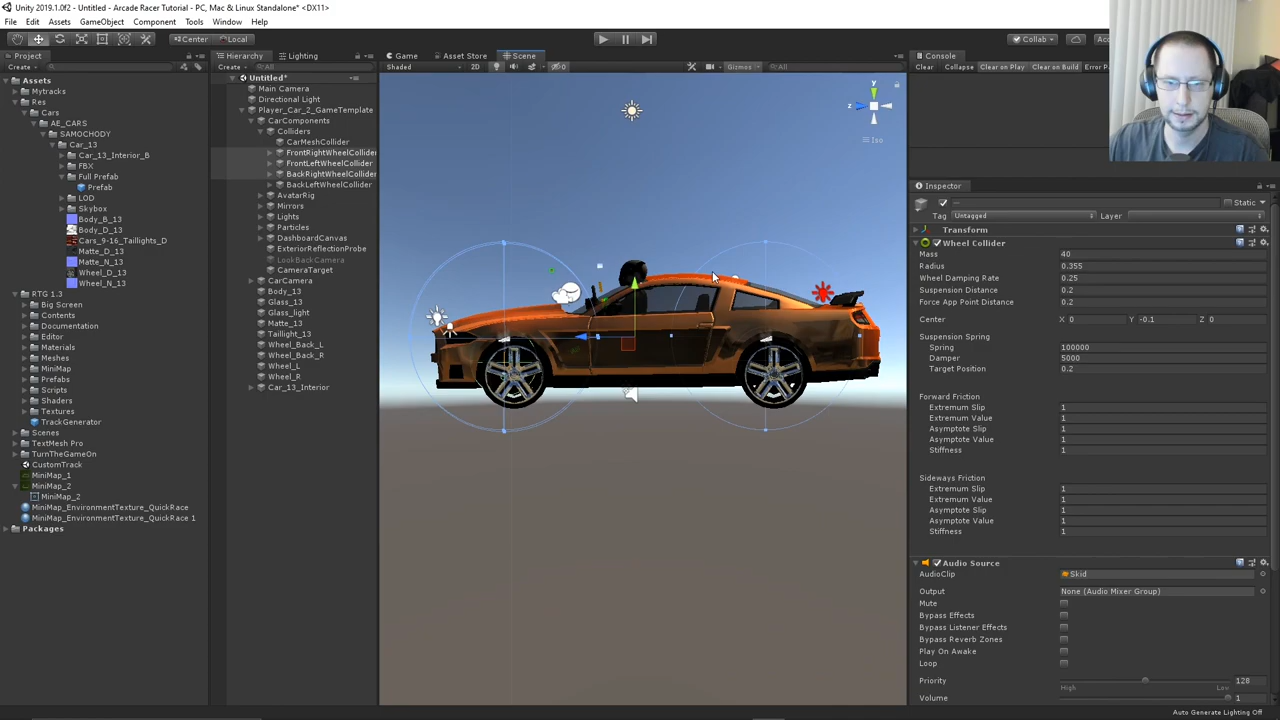 Unity 2019.1.0f2 - Untitled - Arcade Racer Tutorial - PC, Mac & Linux Standalone* <DX11>
File Edit Assets GameObject Component Tools Window Help
Center Local Collab
Project
Create
Assets
Mytracks
Res
Cars
AE_CARS
SAMOCHODY
Car_13
Car_13_Interior_B
FBX
Full Prefab
Prefab
LOD
Skybox
Body_B_13
Body_D_13
Cars_9-16_Taillights_D
Matte_D_13
Matte_N_13
Wheel_D_13
Wheel_N_13
RTG 1.3
Big Screen
Contents
Documentation
Editor
Materials
Meshes
MiniMap
Prefabs
Scripts
Shaders
Textures
TrackGenerator
Scenes
TextMesh Pro
TurnTheGameOn
CustomTrack
MiniMap_1
MiniMap_2
MiniMap_2
MiniMap_EnvironmentTexture_QuickRace
MiniMap_EnvironmentTexture_QuickRace 1
Packages
Hierarchy Lighting
Create All
Untitled*
Main Camera
Directional Light
Player_Car_2_GameTemplate
CarComponents
Colliders
CarMeshCollider
FrontRightWheelCollider
FrontLeftWheelCollider
BackRightWheelCollider
BackLeftWheelCollider
AvatarRig
Mirrors
Lights
Particles
DashboardCanvas
ExteriorReflectionProbe
LookBackCamera
CameraTarget
CarCamera
Body_13
Glass_13
Glass_light
Matte_13
Taillight_13
Wheel_Back_L
Wheel_Back_R
Wheel_L
Wheel_R
Car_13_Interior
Game Asset Store Scene
Shaded 2D 0 Gizmos All
y
z
Iso
Console
Clear Collapse Clear on Play Clear on Build
Inspector
Static
Tag Untagged Layer
Transform
Wheel Collider
Mass 40
Radius 0.355
Wheel Damping Rate 0.25
Suspension Distance 0.2
Force App Point Distance 0.2
Center X 0 Y -0.1 Z 0
Suspension Spring
Spring 100000
Damper 5000
Target Position 0.2
Forward Friction
Extremum Slip 1
Extremum Value 1
Asymptote Slip 1
Asymptote Value 1
Stiffness 1
Sideways Friction
Extremum Slip 1
Extremum Value 1
Asymptote Slip 1
Asymptote Value 1
Stiffness 1
Audio Source
AudioClip Skid
Output None (Audio Mixer Group)
Mute
Bypass Effects
Bypass Listener Effects
Bypass Reverb Zones
Play On Awake
Loop
Priority 128
High Low
Volume 1
Auto Generate Lighting Off